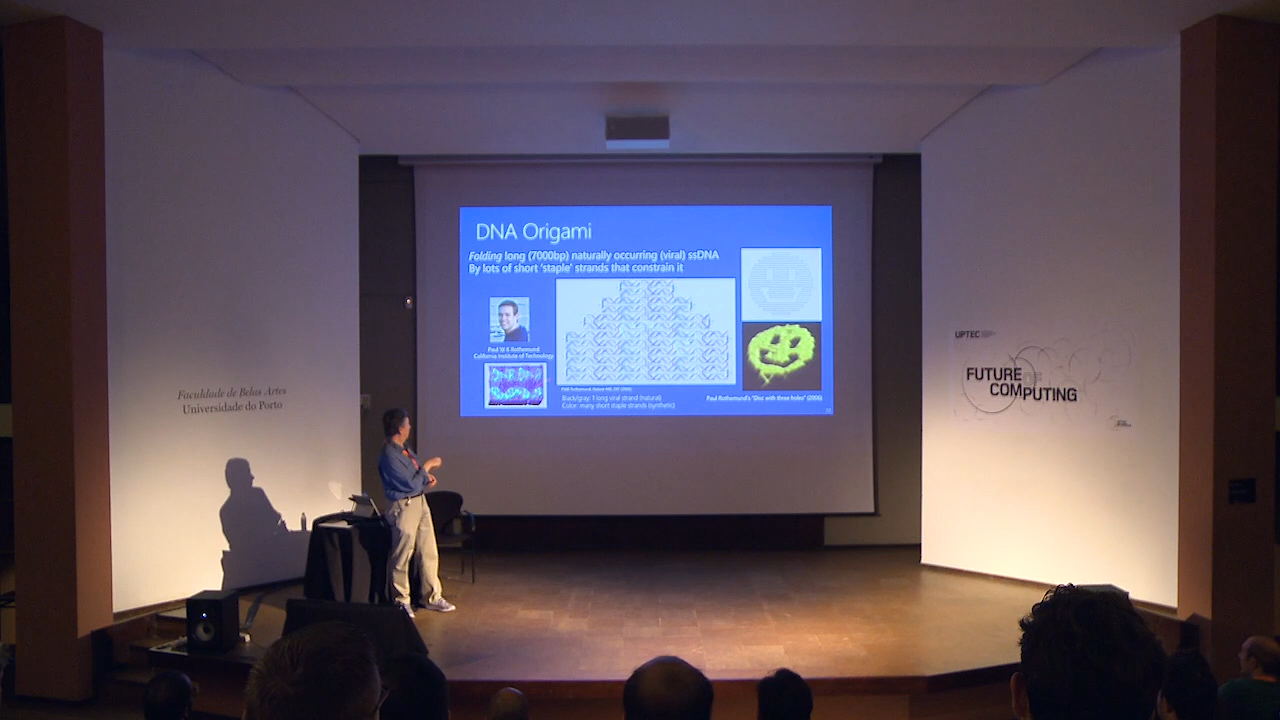 DNA Origami
Folding long (7000bp) naturally occurring (viral) ssDNA
By lots of short 'staple' strands that constrain it
Paul W K Rothemund
California Institute of Technology
Black/gray: 1 long viral strand (natural)
Color: many short staple strands (synthetic)
Paul Rothemund's "Disc with three holes" (2006)
Faculdade de Belas Artes
Universidade do Porto
UPTEC
FUTURE OF
COMPUTING